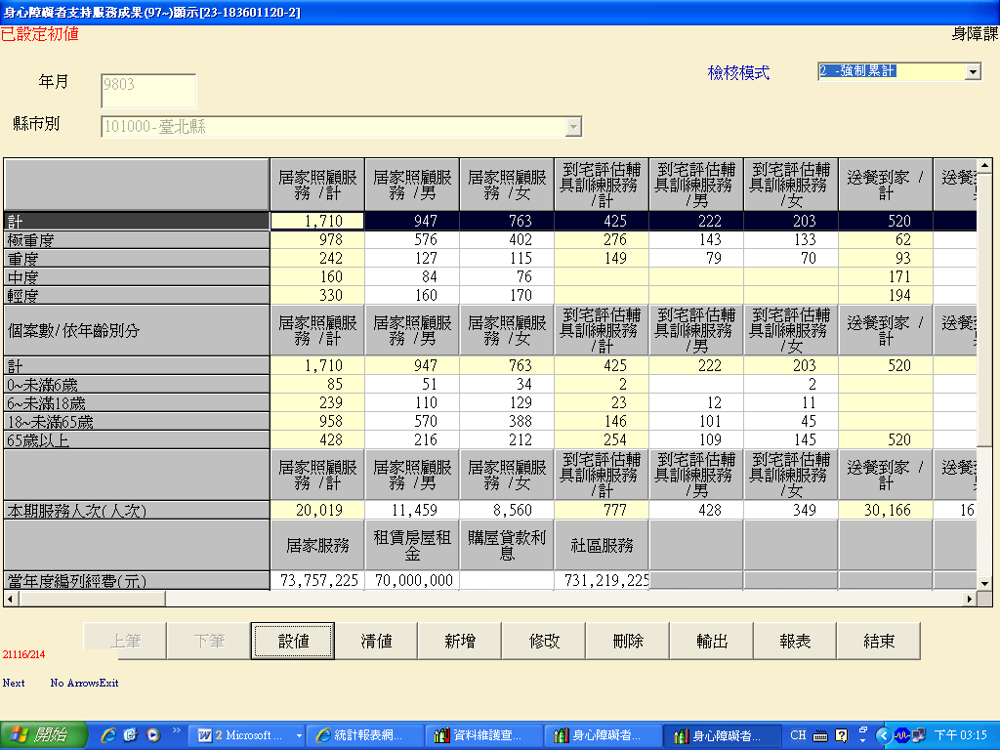 身心障礙者支持服務成果(97~)顯示[23-183601120-2]
已設定初值 身障課
年月 9803 檢核模式 2 -強制累計
縣市別 101000-臺北縣
居家照顧服務 /計 居家照顧服務 /男 居家照顧服務 /女 到宅評估輔具訓練服務 /計 到宅評估輔具訓練服務 /男 到宅評估輔具訓練服務 /女 送餐到家 /計
計 1,710 947 763 425 222 203 520
極重度 978 576 402 276 143 133 62
重度 242 127 115 149 79 70 93
中度 160 84 76 171
輕度 330 160 170 194
個案數/依年齡別分 居家照顧服務 /計 居家照顧服務 /男 居家照顧服務 /女 到宅評估輔具訓練服務 /計 到宅評估輔具訓練服務 /男 到宅評估輔具訓練服務 /女 送餐到家 /計
計 1,710 947 763 425 222 203 520
0~未滿6歲 85 51 34 2 2
6~未滿18歲 239 110 129 23 12 11
18~未滿65歲 958 570 388 146 101 45
65歲以上 428 216 212 254 109 145 520
居家照顧服務 /計 居家照顧服務 /男 居家照顧服務 /女 到宅評估輔具訓練服務 /計 到宅評估輔具訓練服務 /男 到宅評估輔具訓練服務 /女 送餐到家 /計
本期服務人次(人次) 20,019 11,459 8,560 777 428 349 30,166 16
居家服務 租賃房屋租金 購屋貸款利息 社區服務
當年度編列經費(元) 73,757,225 70,000,000 731,219,225
上筆 下筆 設值 清值 新增 修改 刪除 輸出 報表 結束
21116/214
Next No ArrowsExit
開始 2 Microsoft ... 統計報表網... 資料維護查... 身心障礙者... 身心障礙者... CH 下午 03:15